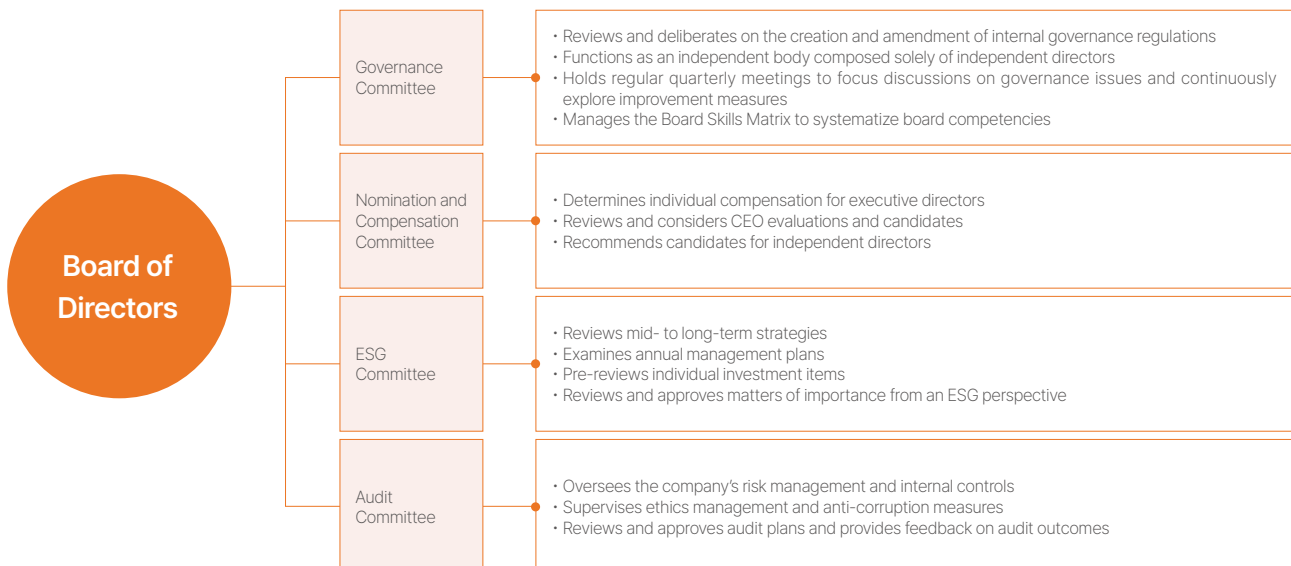 Board of
Directors
Governance
Committee
・Reviews and deliberates on the creation and amendment of internal governance regulations
・Functions as an independent body composed solely of independent directors
・Holds regular quarterly meetings to focus discussions on governance issues and continuously
explore improvement measures
・Manages the Board Skills Matrix to systematize board competencies
Nomination and
Compensation
Committee
・Determines individual compensation for executive directors
・Reviews and considers CEO evaluations and candidates
・Recommends candidates for independent directors
ESG
Committee
・Reviews mid- to long-term strategies
・Examines annual management plans
・Pre-reviews individual investment items
・Reviews and approves matters of importance from an ESG perspective
Audit
Committee
・Oversees the company's risk management and internal controls
・Supervises ethics management and anti-corruption measures
・Reviews and approves audit plans and provides feedback on audit outcomes